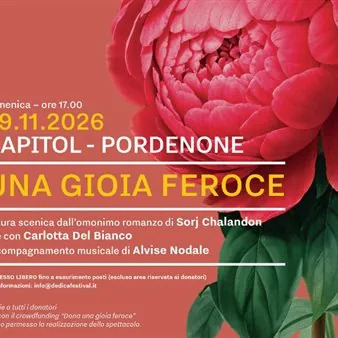 menica – ore 17.00
9.11.2026
APITOL - PORDENONE
UNA GIOIA FEROCE
ura scenica dall'omonimo romanzo di Sorj Chalandon
e con Carlotta Del Bianco
compagnamento musicale di Alvise Nodale
ESSO LIBERO fino a esaurimento posti (escluso area riservata ai donatori)
formazioni: info@dedicafestival.it
ie a tutti i donatori
con il crowdfunding "Dona una gioia feroce"
o permesso la realizzazione dello spettacolo